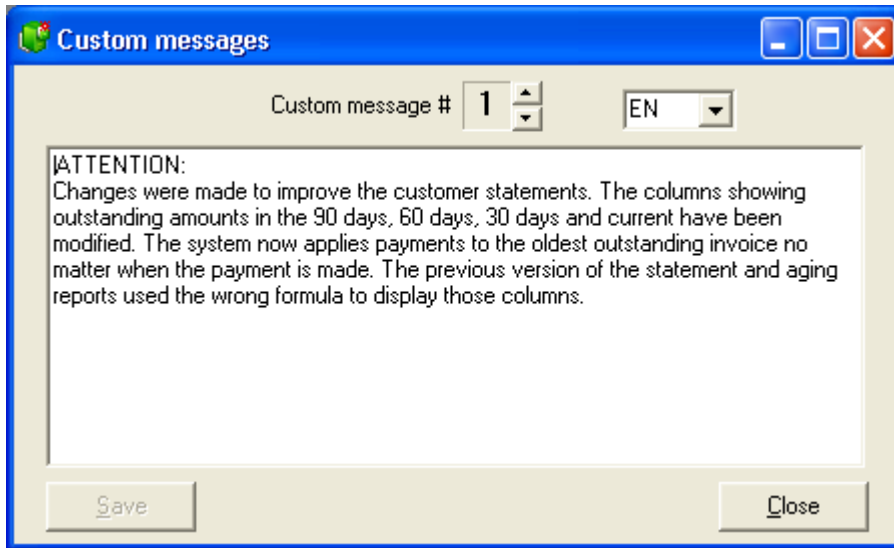 Custom messages
Custom message # 1 EN
ATTENTION:
Changes were made to improve the customer statements. The columns showing
outstanding amounts in the 90 days, 60 days, 30 days and current have been
modified. The system now applies payments to the oldest outstanding invoice no
matter when the payment is made. The previous version of the statement and aging
reports used the wrong formula to display those columns.
Save Close